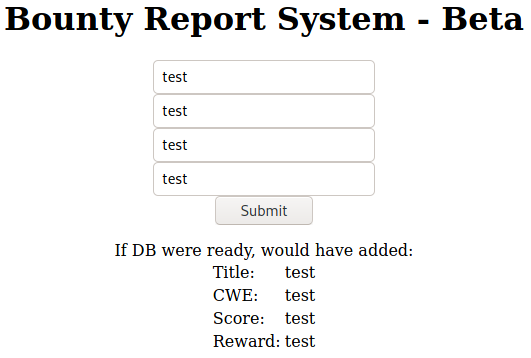 Bounty Report System - Beta
test
test
test
test
Submit
If DB were ready, would have added:
Title: test
CWE: test
Score: test
Reward: test